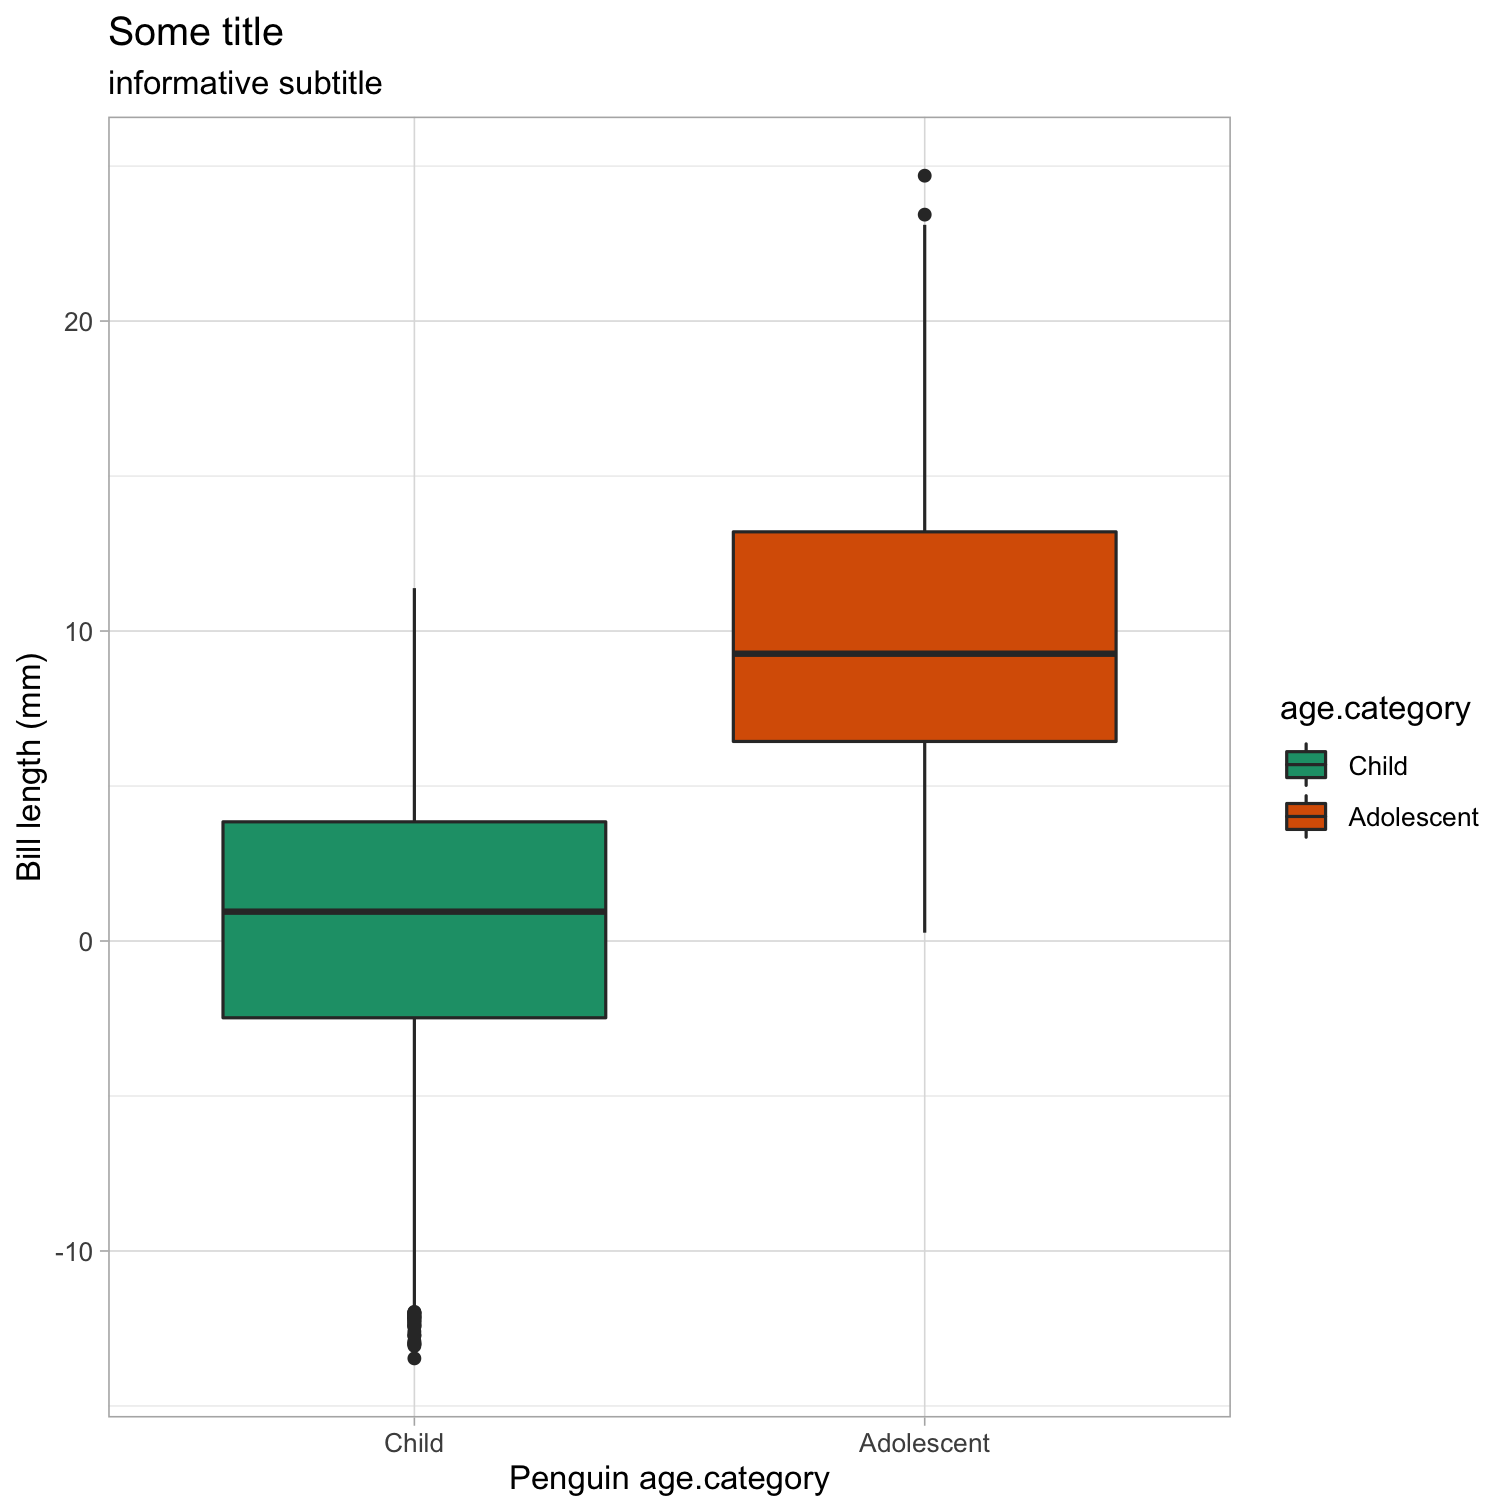 Some title
informative subtitle
Bill length (mm)
20
10
0
-10
Child
Adolescent
Penguin age.category
age.category
Child
Adolescent